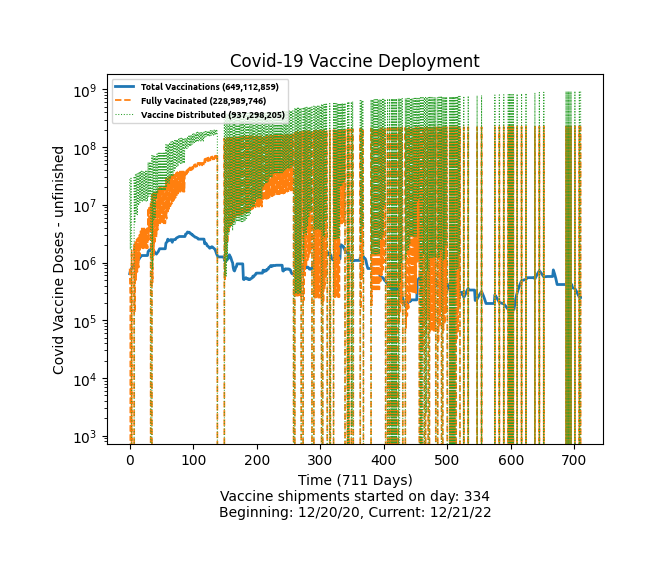 Covid-19 Vaccine Deployment
Total Vaccinations (649,112,859)
Fully Vacinated (228,989,746)
Vaccine Distributed (937,298,205)
Covid Vaccine Doses - unfinished
10⁹
10⁸
10⁷
10⁶
10⁵
10⁴
10³
0 100 200 300 400 500 600 700
Time (711 Days)
Vaccine shipments started on day: 334
Beginning: 12/20/20, Current: 12/21/22